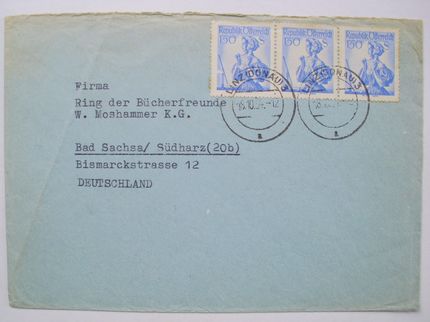 Republik Österreich Republik Österreich Republik Österreich
150 S 150 S 150 S
LINZ(DONAU)3 LINZ(DONAU)3
a a
Firma
Ring der Bücherfreunde
W. Moshammer K.G.
Bad Sachsa/ Südharz(20b)
Bismarckstrasse 12
DEUTSCHLAND